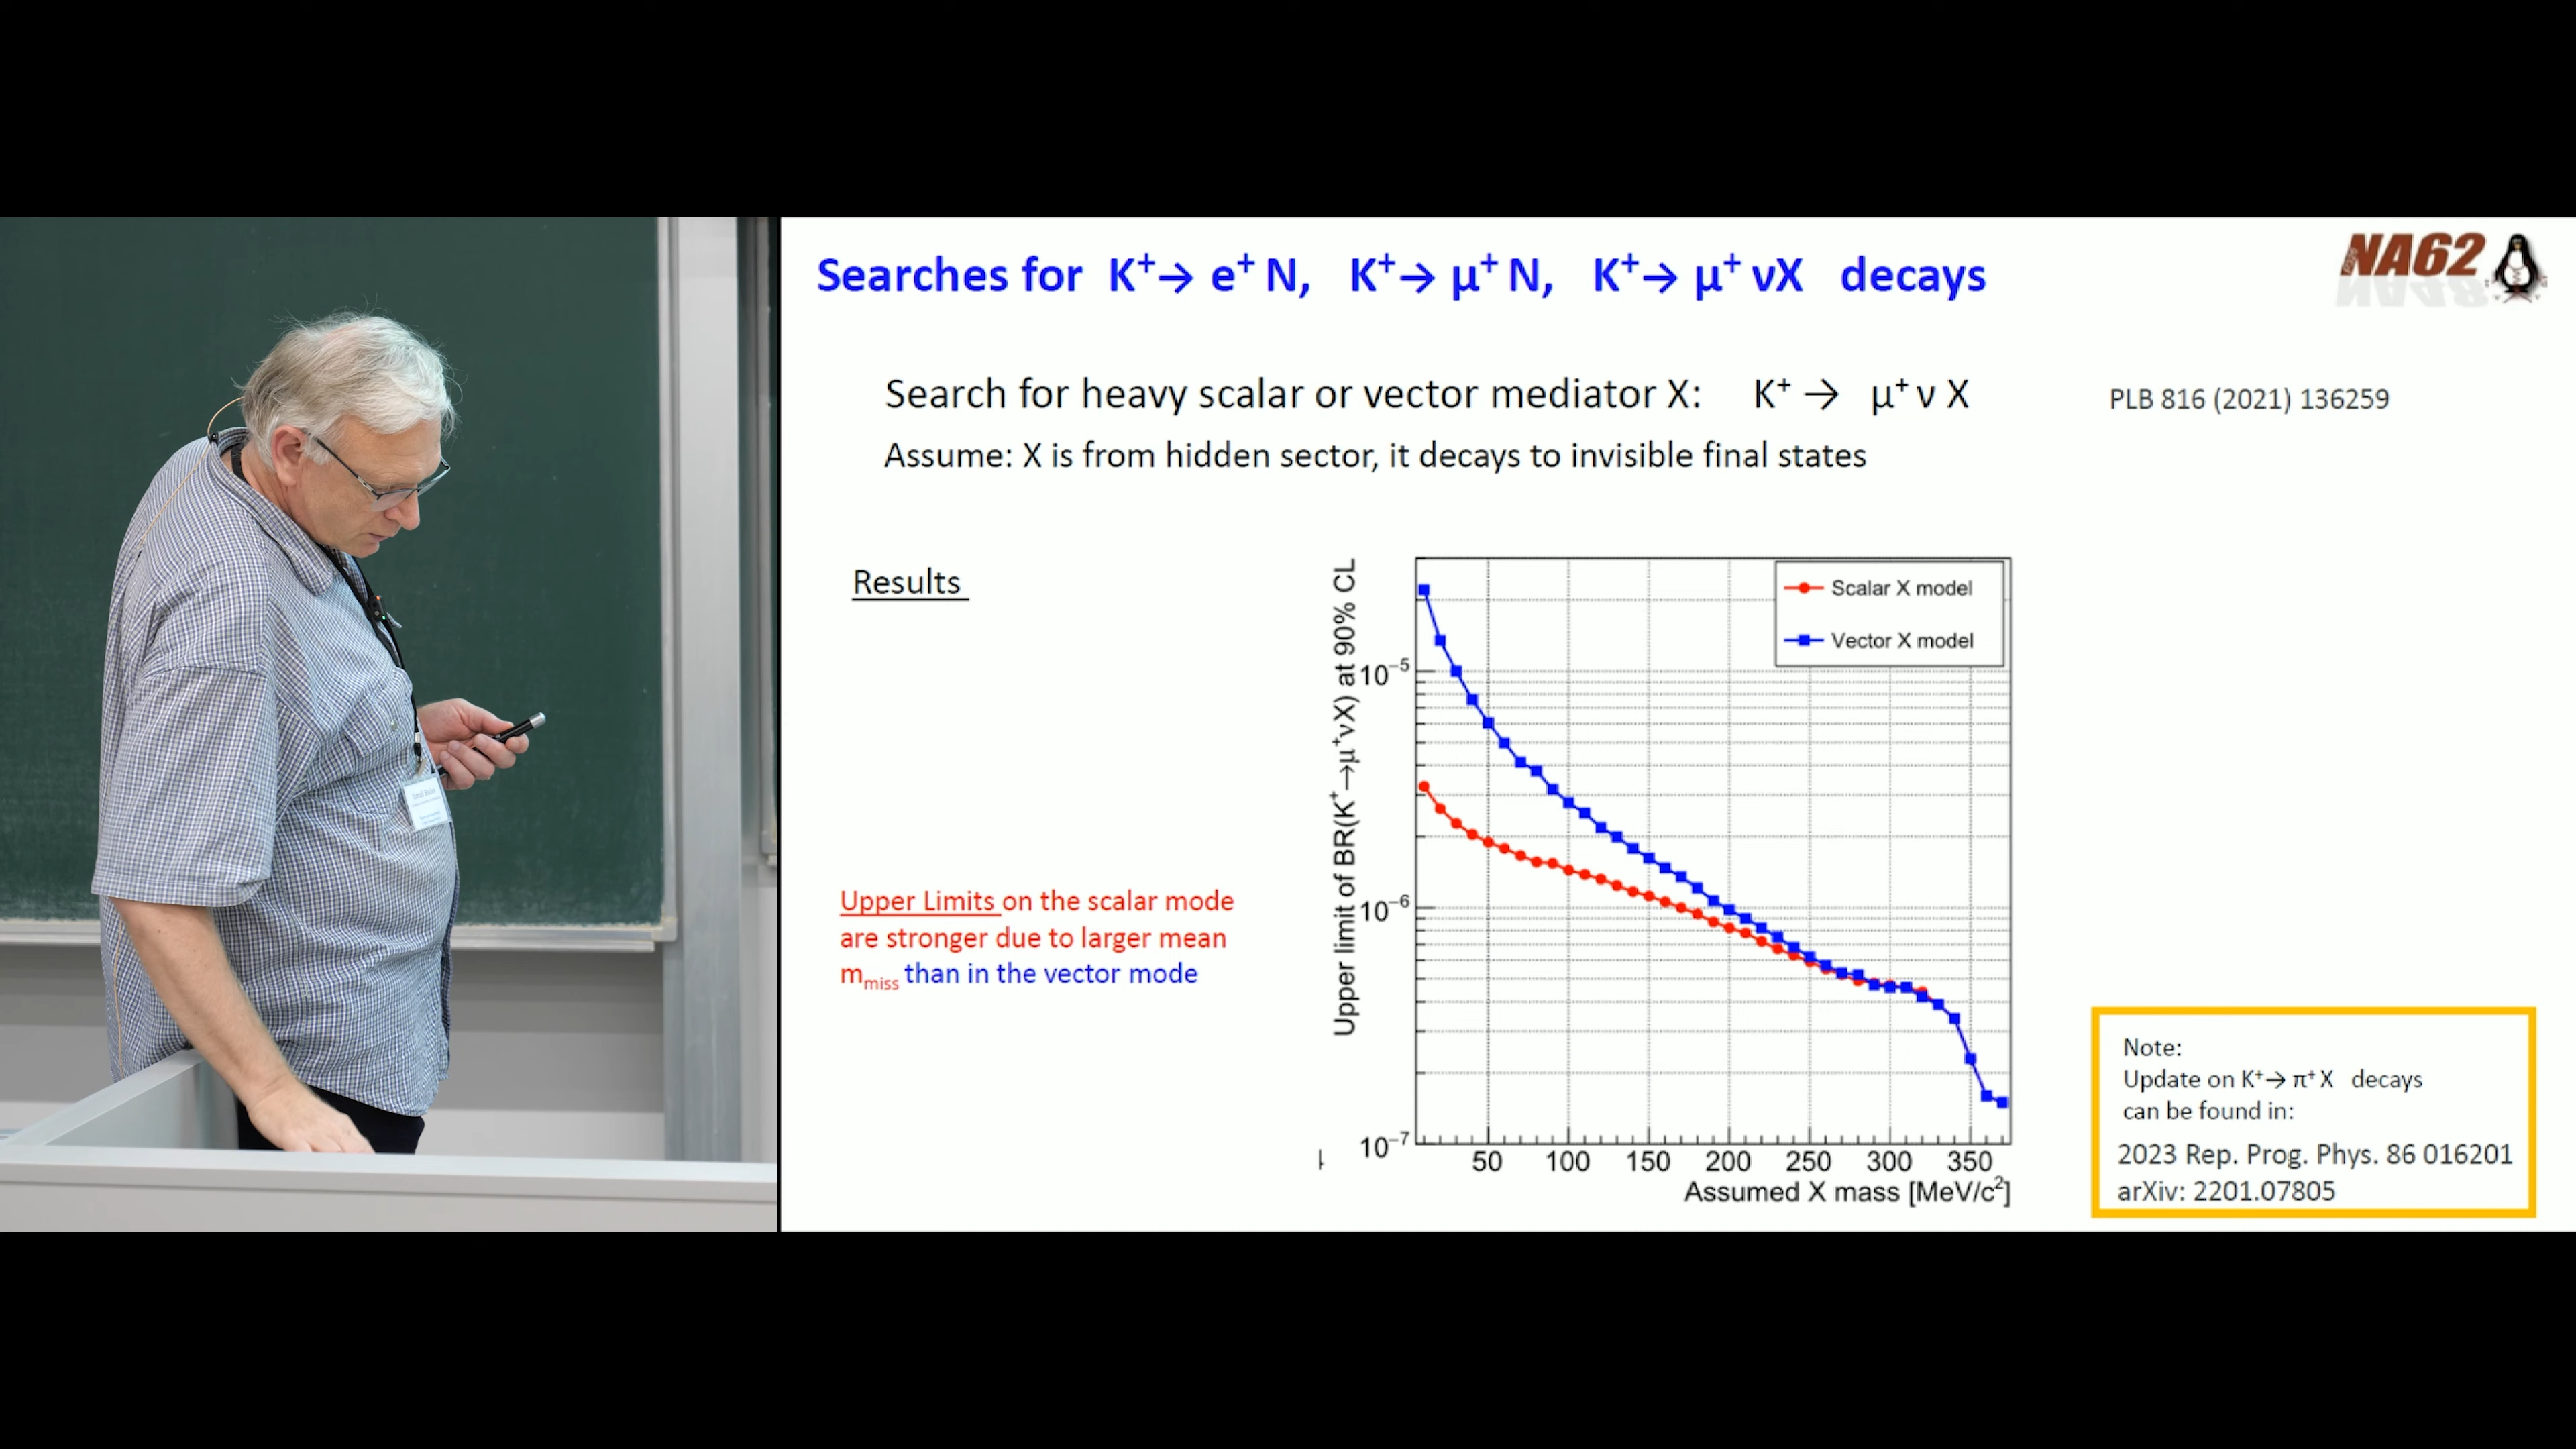 Searches for K⁺→ e⁺ N, K⁺→ μ⁺ N, K⁺→ μ⁺ νX decays
NA62
Search for heavy scalar or vector mediator X: K⁺ → μ⁺ ν X
PLB 816 (2021) 136259
Assume: X is from hidden sector, it decays to invisible final states
Results
Upper Limits on the scalar mode
are stronger due to larger mean
m_miss than in the vector mode
Upper limit of BR(K⁺→μ⁺νX) at 90% CL
Scalar X model
Vector X model
10⁻⁵
10⁻⁶
10⁻⁷
50 100 150 200 250 300 350
Assumed X mass [MeV/c²]
Note:
Update on K⁺→ π⁺ X decays
can be found in:
2023 Rep. Prog. Phys. 86 016201
arXiv: 2201.07805